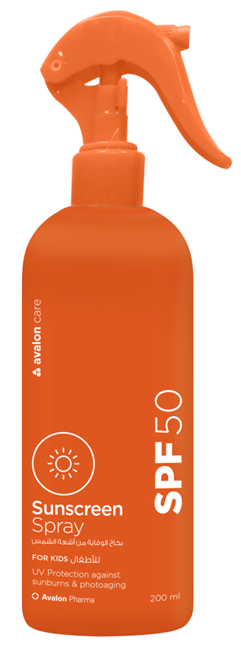 avalon care
SPF 50
Sunscreen
Spray
بخاخ الوقاية من أشعة الشمس
FOR KIDS للأطفال
UV Protection against
sunburns & photoaging
Avalon Pharma
200 ml